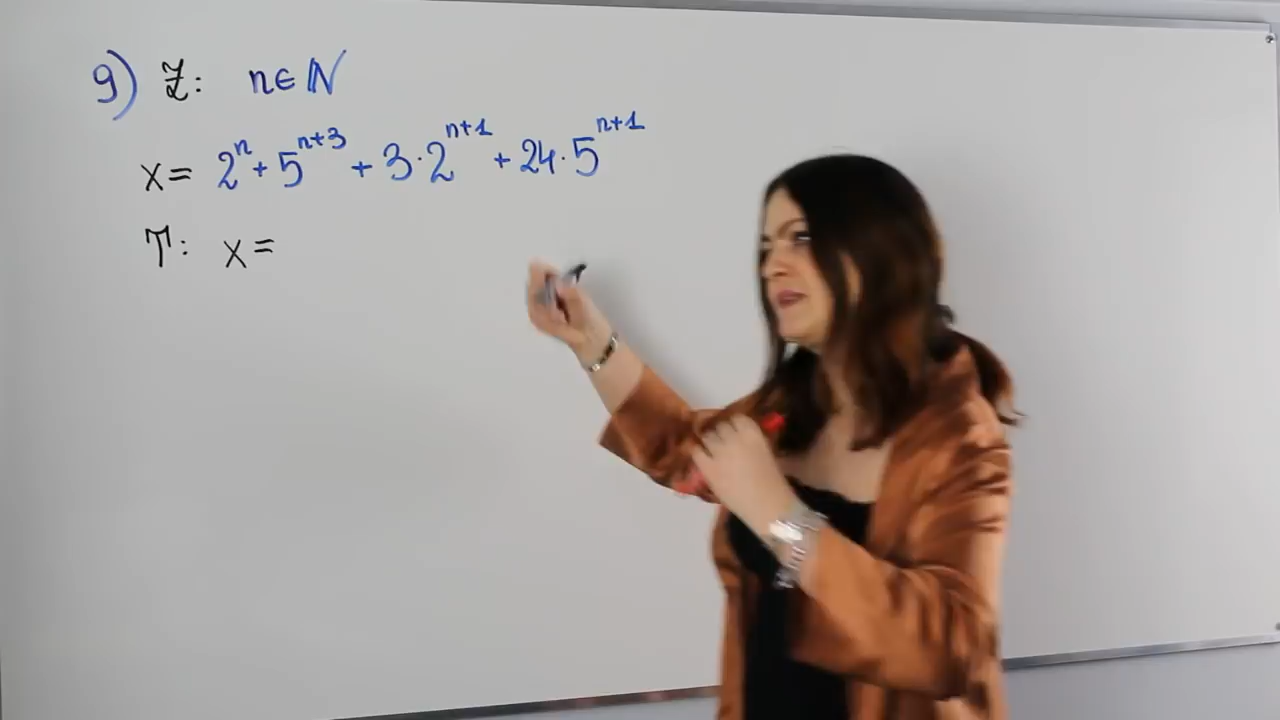 9) Z: n ∈ ℕ
x = 2ⁿ + 5ⁿ⁺³ + 3·2ⁿ⁺¹ + 24·5ⁿ⁺¹
T: x =